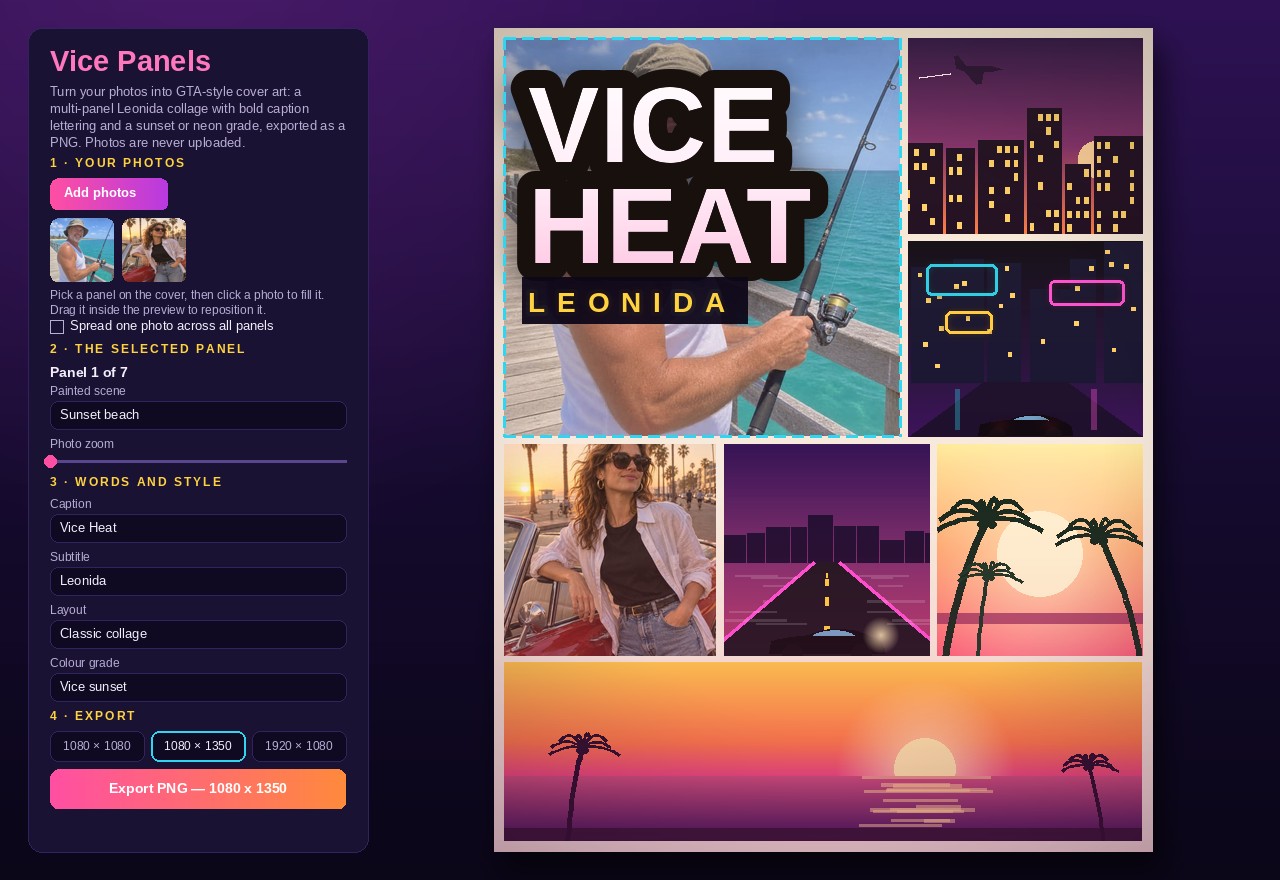 Vice Panels
Turn your photos into GTA-style cover art: a
multi-panel Leonida collage with bold caption
lettering and a sunset or neon grade, exported as a
PNG. Photos are never uploaded.
1 · YOUR PHOTOS
Add photos
Pick a panel on the cover, then click a photo to fill it.
Drag it inside the preview to reposition it.
Spread one photo across all panels
2 · THE SELECTED PANEL
Panel 1 of 7
Painted scene
Sunset beach
Photo zoom
3 · WORDS AND STYLE
Caption
Vice Heat
Subtitle
Leonida
Layout
Classic collage
Colour grade
Vice sunset
4 · EXPORT
1080 × 1080
1080 × 1350
1920 × 1080
Export PNG — 1080 x 1350
VICE
HEAT
LEONIDA